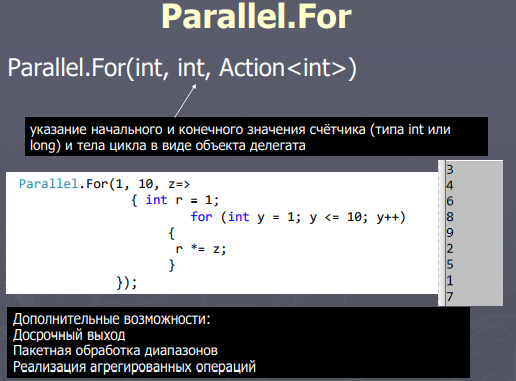 Parallel.For
Parallel.For(int, int, Action<int>)
указание начального и конечного значения счётчика (типа int или
long) и тела цикла в виде объекта делегата
Parallel.For(1, 10, z=>
{ int r = 1;
for (int y = 1; y <= 10; y++)
{
r *= z;
}
});
3
4
6
8
9
2
5
1
7
Дополнительные возможности:
Досрочный выход
Пакетная обработка диапазонов
Реализация агрегированных операций